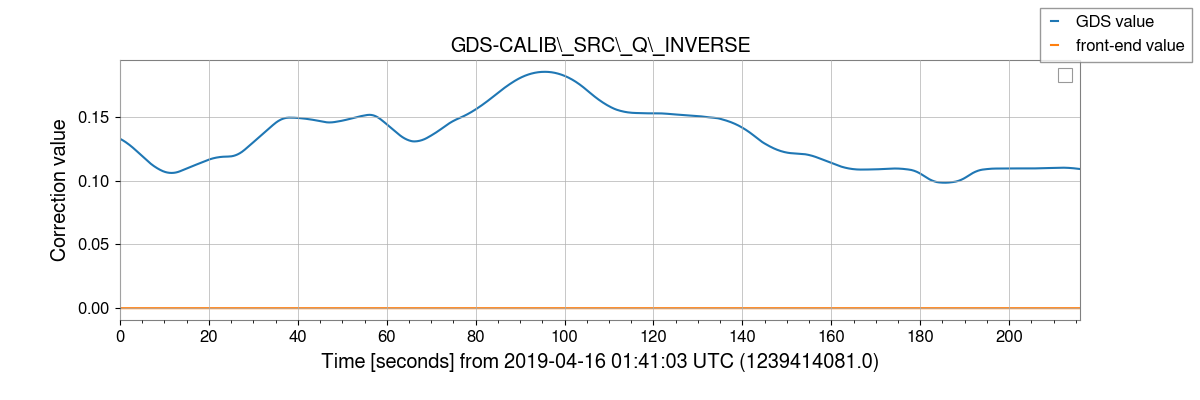 GDS value
front-end value
GDS-CALIB\_SRC\_Q\_INVERSE
Correction value
0.15
0.10
0.05
0.00
0 20 40 60 80 100 120 140 160 180 200
Time [seconds] from 2019-04-16 01:41:03 UTC (1239414081.0)